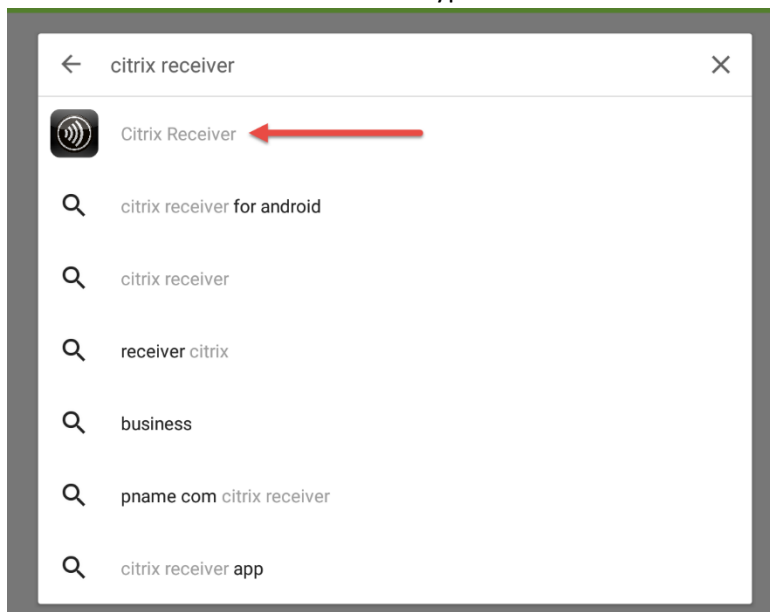 citrix receiver
Citrix Receiver
citrix receiver for android
citrix receiver
receiver citrix
business
pname com citrix receiver
citrix receiver app